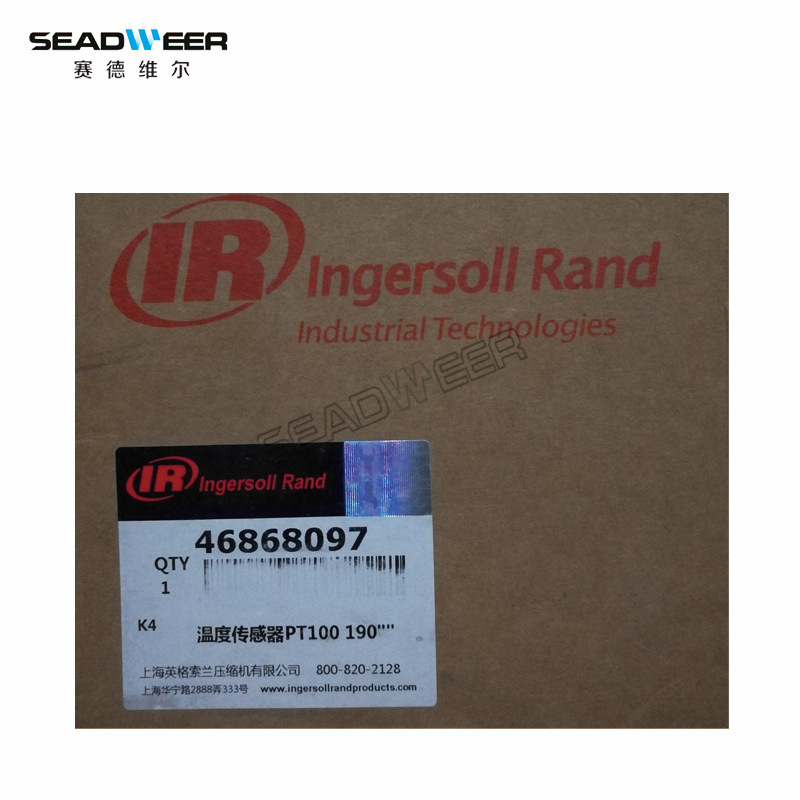 SEADWEER
赛德维尔
IR Ingersoll Rand
Industrial Technologies
SEADWEER
IR Ingersoll Rand
46868097
QTY
1
K4
温度传感器PT100 190""
上海英格索兰压缩机有限公司 800-820-2128
上海华宁路2888弄333号 www.ingersollrandproducts.com